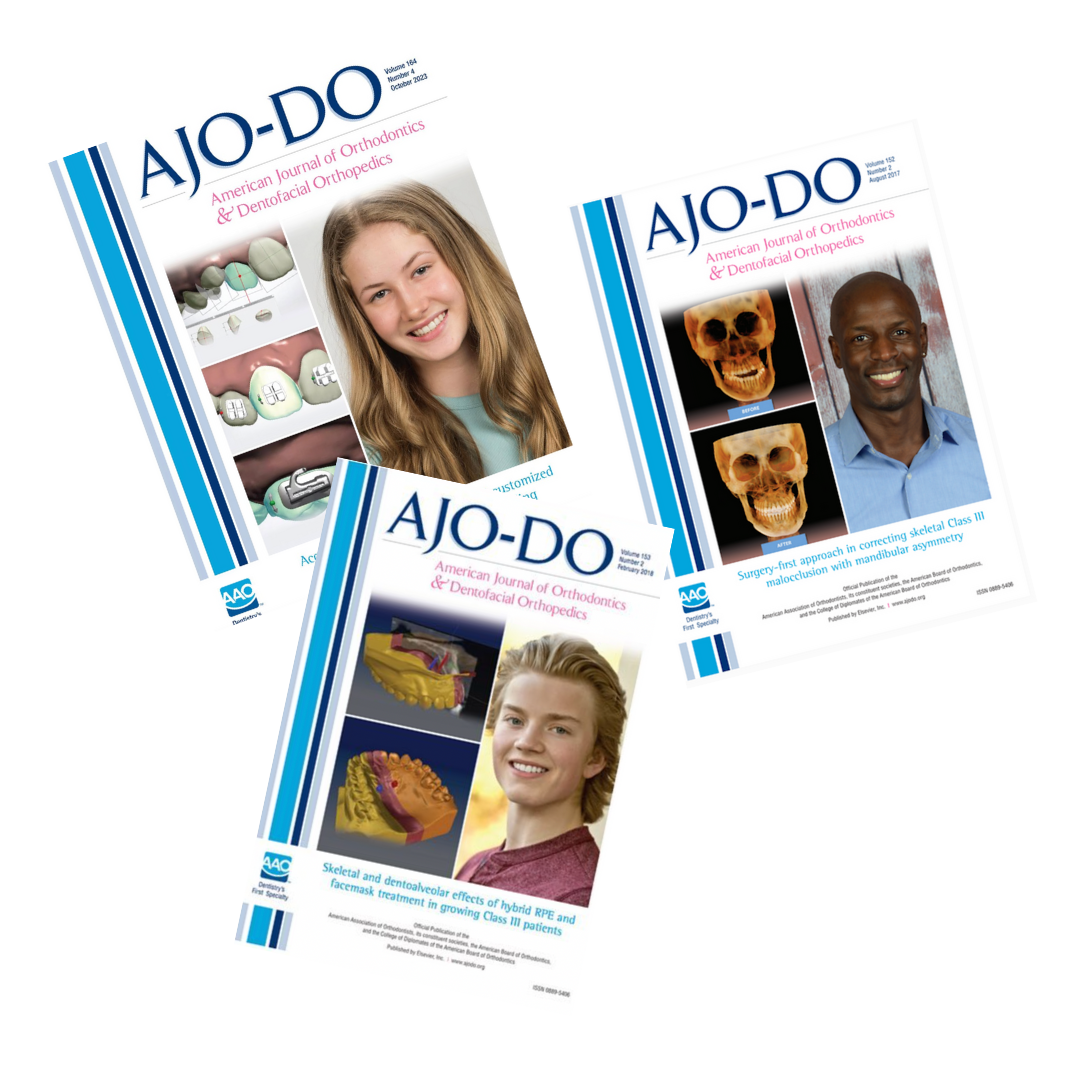 AJO-DO
Volume 164
Number 4
October 2023
American Journal of Orthodontics
& Dentofacial Orthopedics
customized
Acc
AAO
Dentistry's
AJO-DO
Volume 152
Number 2
August 2017
American Journal of Orthodontics
& Dentofacial Orthopedics
BEFORE
AFTER
Surgery-first approach in correcting skeletal Class III
malocclusion with mandibular asymmetry
Official Publication of the
American Association of Orthodontists, its constituent societies, the American Board of Orthodontics,
and the College of Diplomates of the American Board of Orthodontics
Published by Elsevier, Inc. | www.ajodo.org
ISSN 0889-5406
AAO
Dentistry's
First Specialty
AJO-DO
Volume 153
Number 2
February 2018
American Journal of Orthodontics
& Dentofacial Orthopedics
Skeletal and dentoalveolar effects of hybrid RPE and
facemask treatment in growing Class III patients
Official Publication of the
American Association of Orthodontists, its constituent societies, the American Board of Orthodontics,
and the College of Diplomates of the American Board of Orthodontics
Published by Elsevier, Inc. | www.ajodo.org
ISSN 0889-5406
AAO
Dentistry's
First Specialty